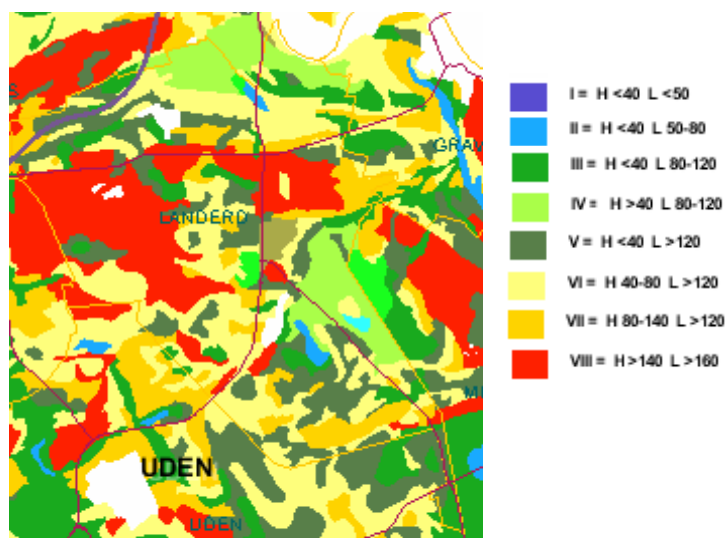 S
GRAV
LANDERD
MI
UDEN
UDEN
I = H <40 L <50
II = H <40 L 50-80
III = H <40 L 80-120
IV = H >40 L 80-120
V = H <40 L >120
VI = H 40-80 L >120
VII = H 80-140 L >120
VIII = H >140 L >160